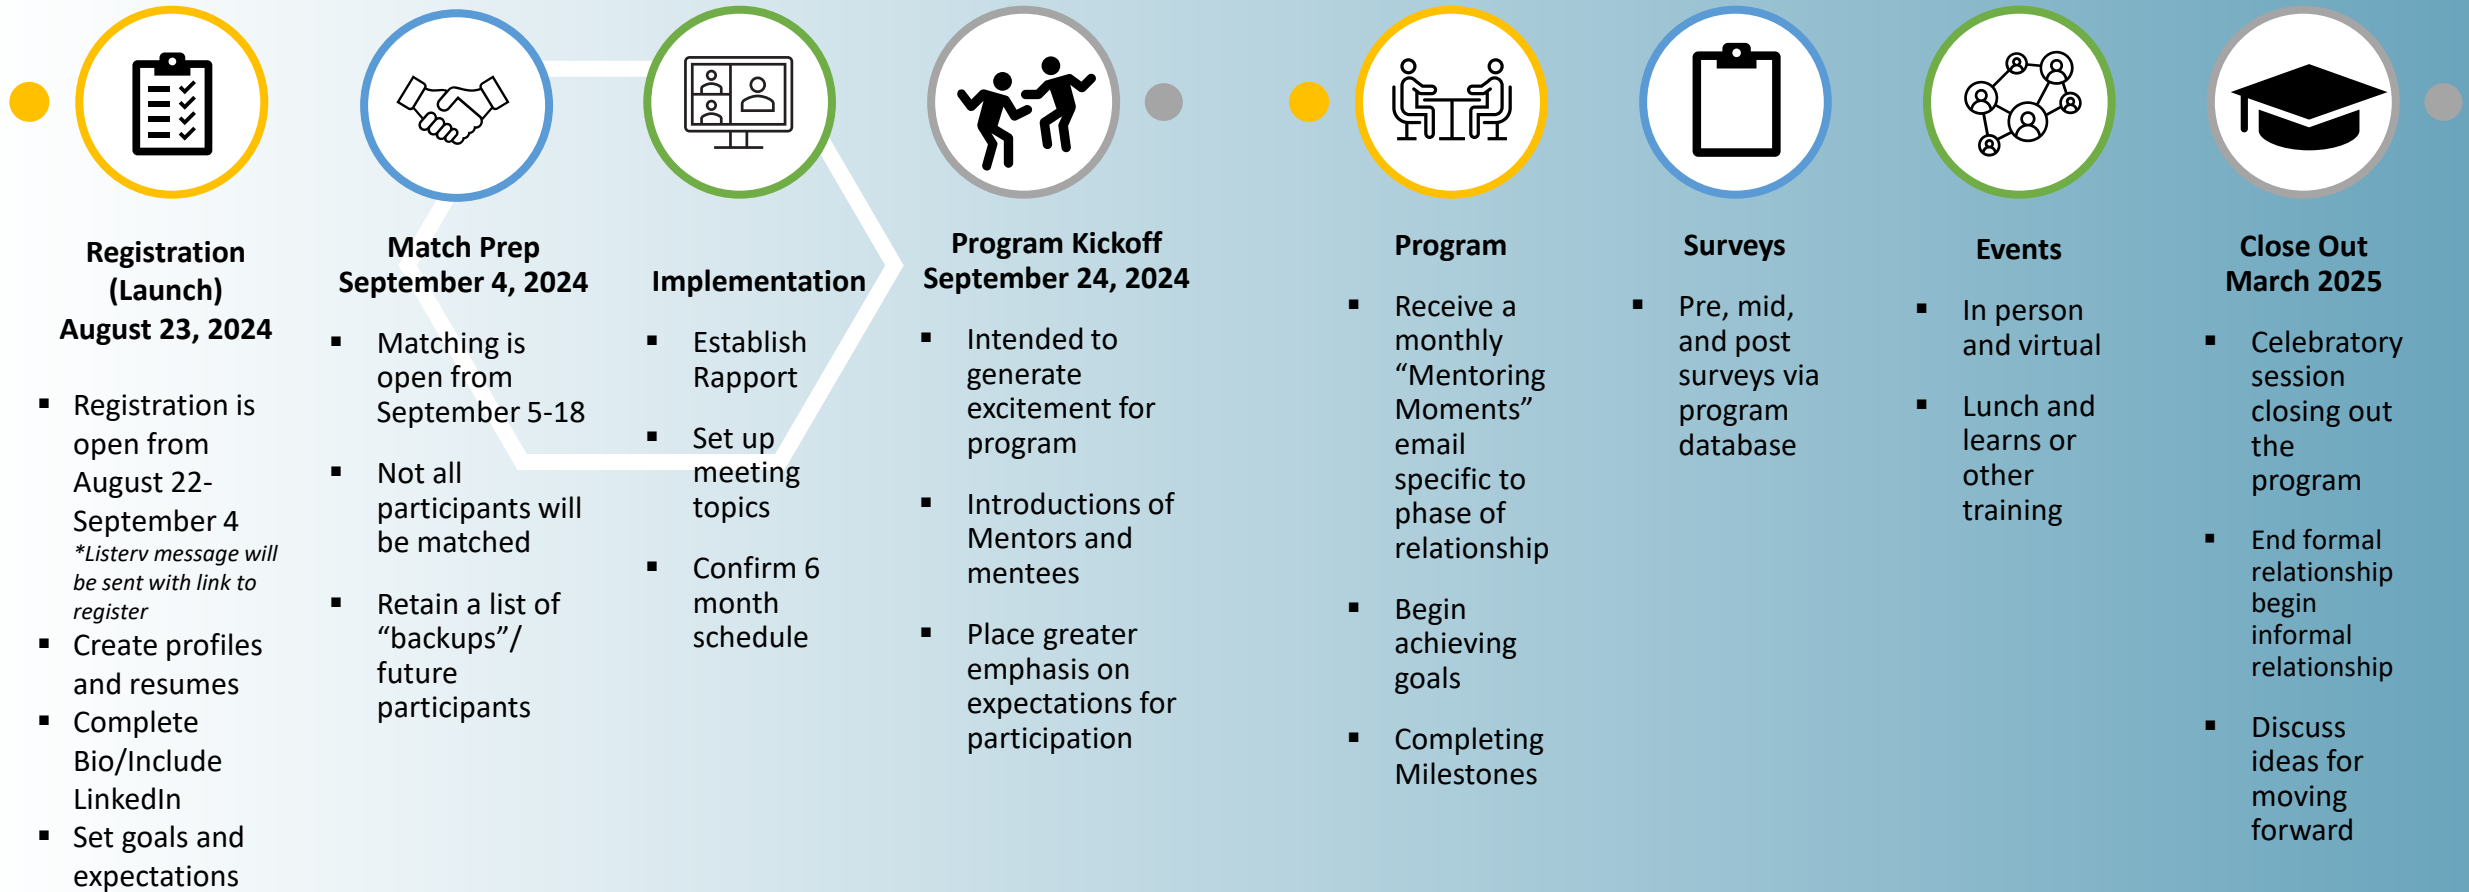 Registration
(Launch)
August 23, 2024
▪ Registration is
open from
August 22-
September 4
*Listerv message will
be sent with link to
register
▪ Create profiles
and resumes
▪ Complete
Bio/Include
LinkedIn
▪ Set goals and
expectations
Match Prep
September 4, 2024
▪ Matching is
open from
September 5-18
▪ Not all
participants will
be matched
▪ Retain a list of
“backups”/
future
participants
Implementation
▪ Establish
Rapport
▪ Set up
meeting
topics
▪ Confirm 6
month
schedule
Program Kickoff
September 24, 2024
▪ Intended to
generate
excitement for
program
▪ Introductions of
Mentors and
mentees
▪ Place greater
emphasis on
expectations for
participation
Program
▪ Receive a
monthly
“Mentoring
Moments”
email
specific to
phase of
relationship
▪ Begin
achieving
goals
▪ Completing
Milestones
Surveys
▪ Pre, mid,
and post
surveys via
program
database
Events
▪ In person
and virtual
▪ Lunch and
learns or
other
training
Close Out
March 2025
▪ Celebratory
session
closing out
the
program
▪ End formal
relationship
begin
informal
relationship
▪ Discuss
ideas for
moving
forward